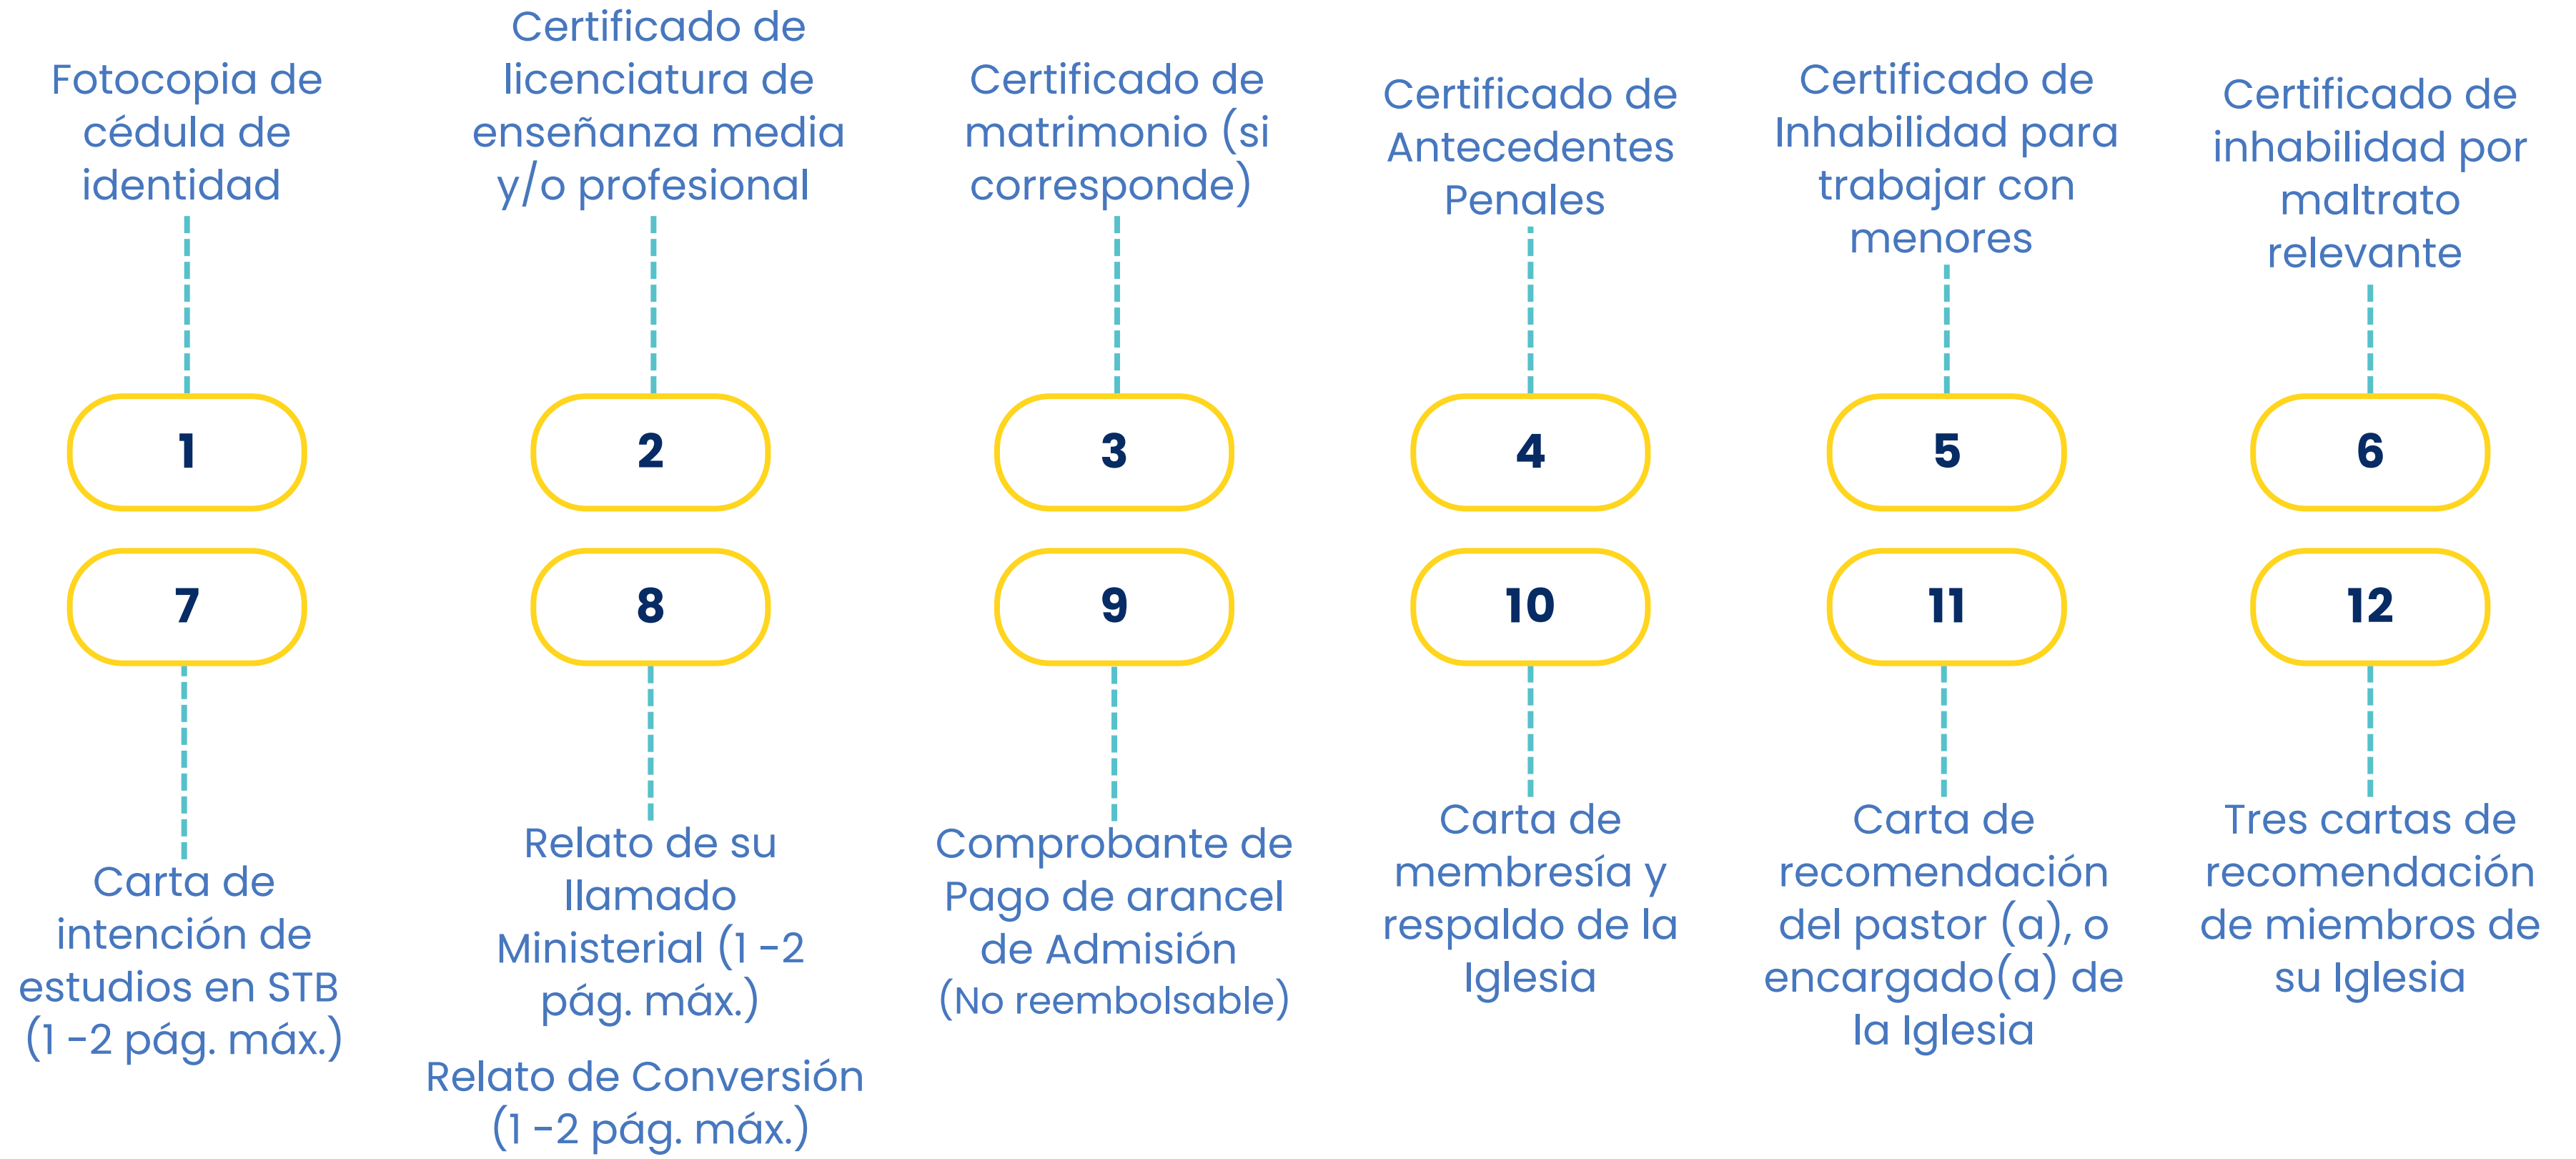 Fotocopia de
cédula de
identidad
Certificado de
licenciatura de
enseñanza media
y/o profesional
Certificado de
matrimonio (si
corresponde)
Certificado de
Antecedentes
Penales
Certificado de
Inhabilidad para
trabajar con
menores
Certificado de
inhabilidad por
maltrato
relevante
1
2
3
4
5
6
7
8
9
10
11
12
Carta de
intención de
estudios en STB
(1 -2 pág. máx.)
Relato de su
llamado
Ministerial (1 -2
pág. máx.)
Relato de Conversión
(1 -2 pág. máx.)
Comprobante de
Pago de arancel
de Admisión
(No reembolsable)
Carta de
membresía y
respaldo de la
Iglesia
Carta de
recomendación
del pastor (a), o
encargado(a) de
la Iglesia
Tres cartas de
recomendación
de miembros de
su Iglesia